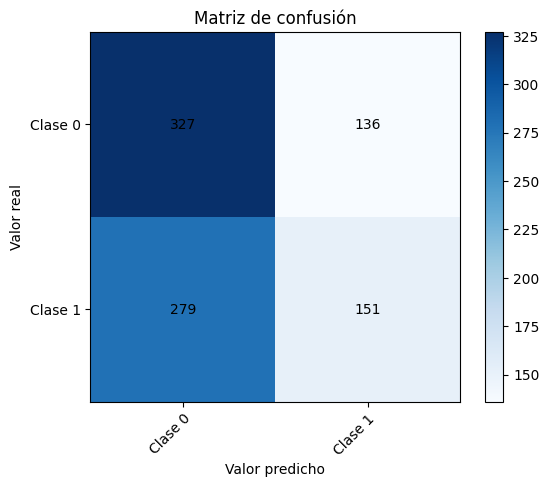 Matriz de confusión
Valor real
Clase 0
327
136
Clase 1
279
151
Clase 0
Clase 1
Valor predicho
325
300
275
250
225
200
175
150